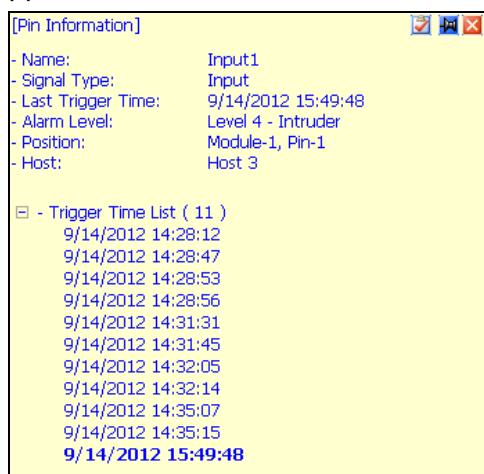 [Pin Information]
- Name: Input1
- Signal Type: Input
- Last Trigger Time: 9/14/2012 15:49:48
- Alarm Level: Level 4 - Intruder
- Position: Module-1, Pin-1
- Host: Host 3
- Trigger Time List ( 11 )
9/14/2012 14:28:12
9/14/2012 14:28:47
9/14/2012 14:28:53
9/14/2012 14:28:56
9/14/2012 14:31:31
9/14/2012 14:31:45
9/14/2012 14:32:05
9/14/2012 14:32:14
9/14/2012 14:35:07
9/14/2012 14:35:15
9/14/2012 15:49:48